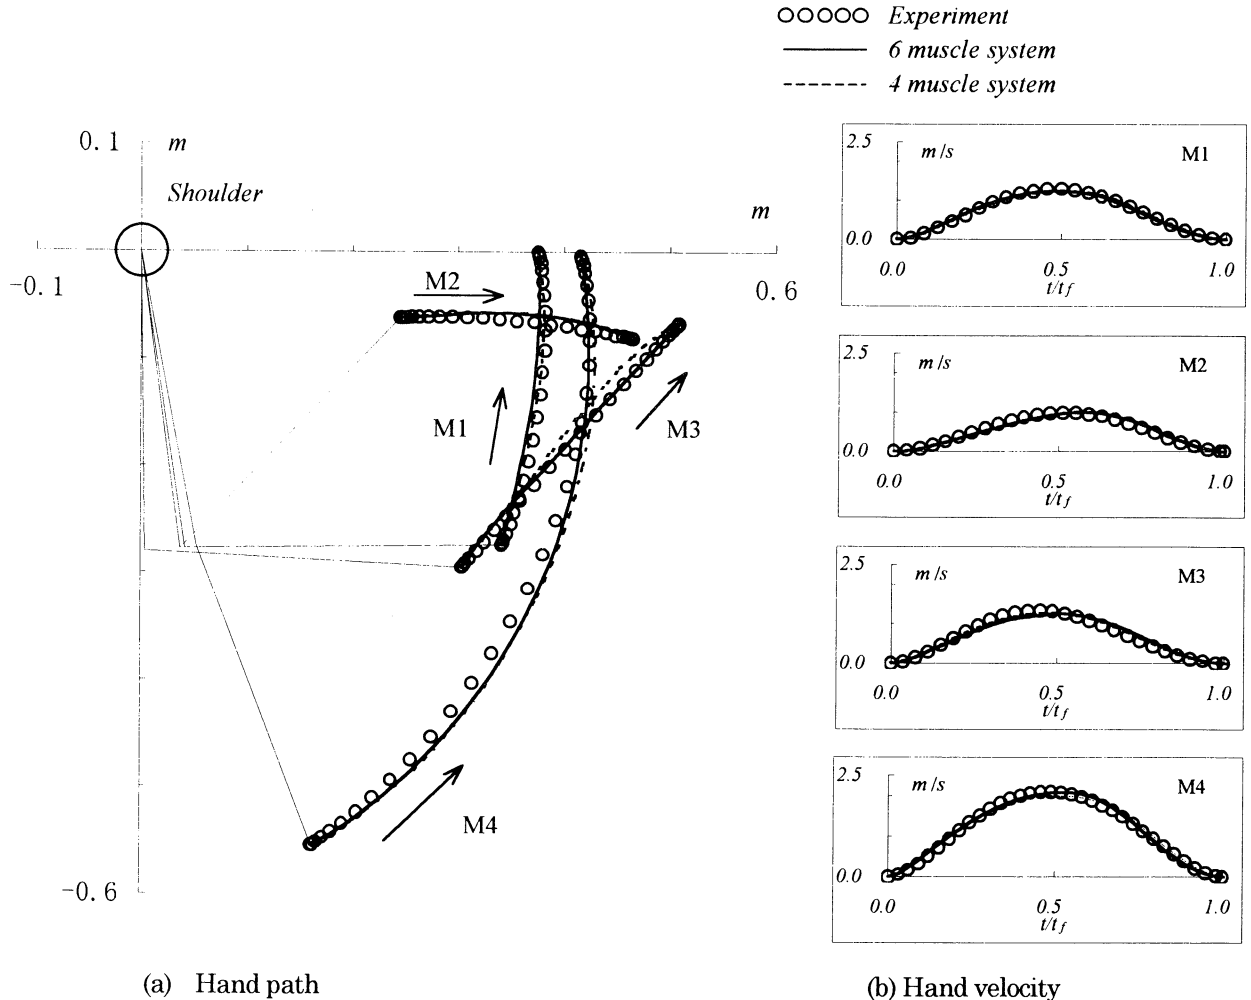 Experiment
6 muscle system
4 muscle system
0.1 m
Shoulder
m
-0.1
0.6
M2
M1
M3
M4
-0.6
(a) Hand path
2.5
m/s
M1
0.0
0.0 0.5 1.0
t/tf
2.5
m/s
M2
0.0
0.0 0.5 1.0
t/tf
2.5
m/s
M3
0.0
0.0 0.5 1.0
t/tf
2.5
m/s
M4
0.0
0.0 0.5 1.0
t/tf
(b) Hand velocity